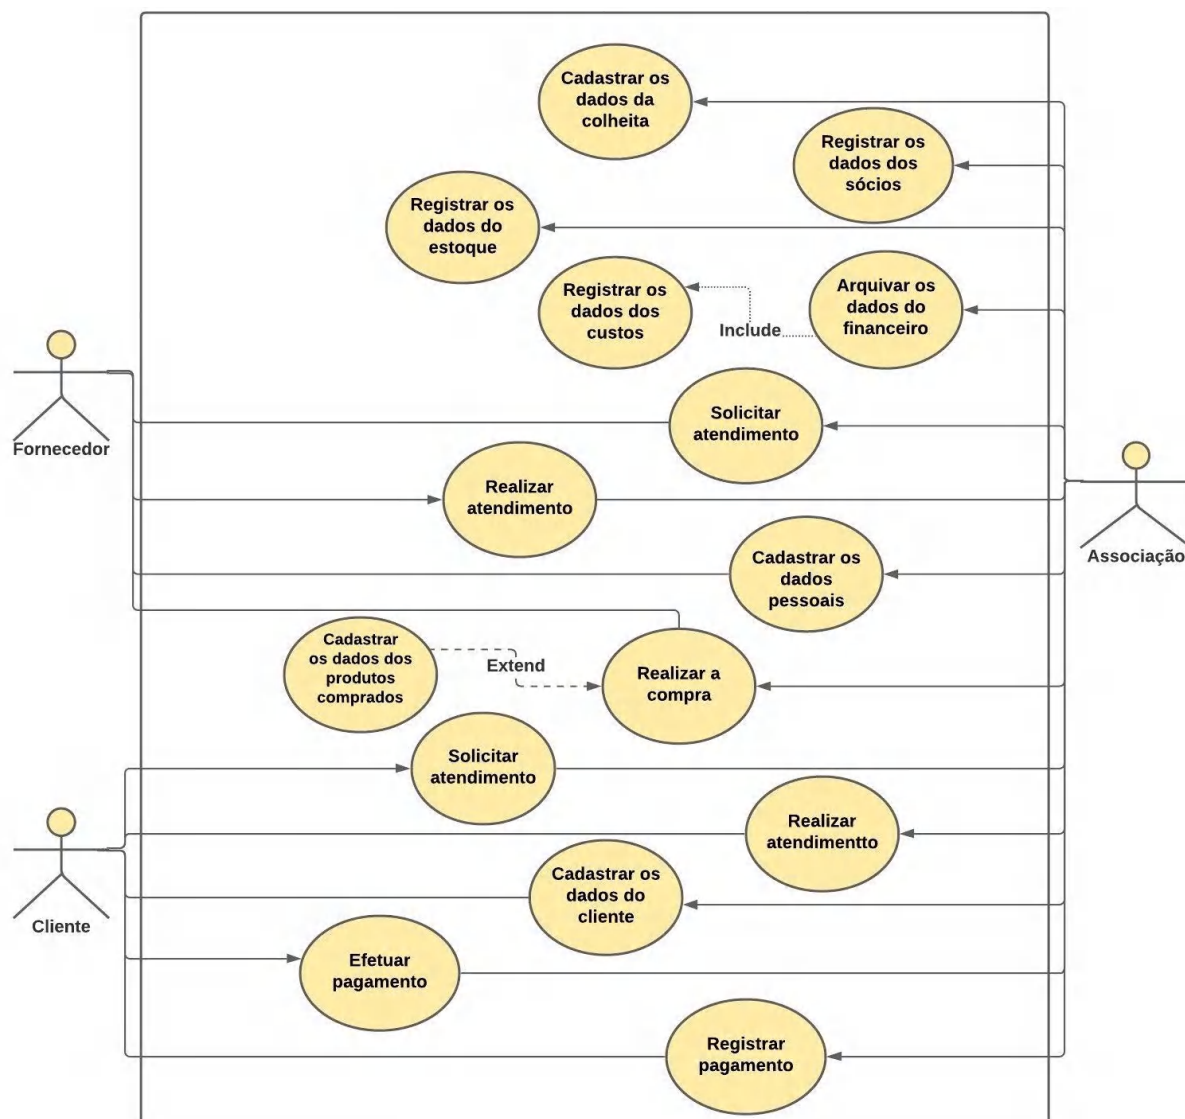 Cadastrar os
dados da
colheita
Registrar os
dados dos
sócios
Registrar os
dados do
estoque
Registrar os
dados dos
custos
Include
Arquivar os
dados do
financeiro
Fornecedor
Solicitar
atendimento
Realizar
atendimento
Associação
Cadastrar os
dados
pessoais
Cadastrar
os dados dos
produtos
comprados
Extend
Realizar a
compra
Solicitar
atendimento
Realizar
atendimentto
Cliente
Cadastrar os
dados do
cliente
Efetuar
pagamento
Registrar
pagamento